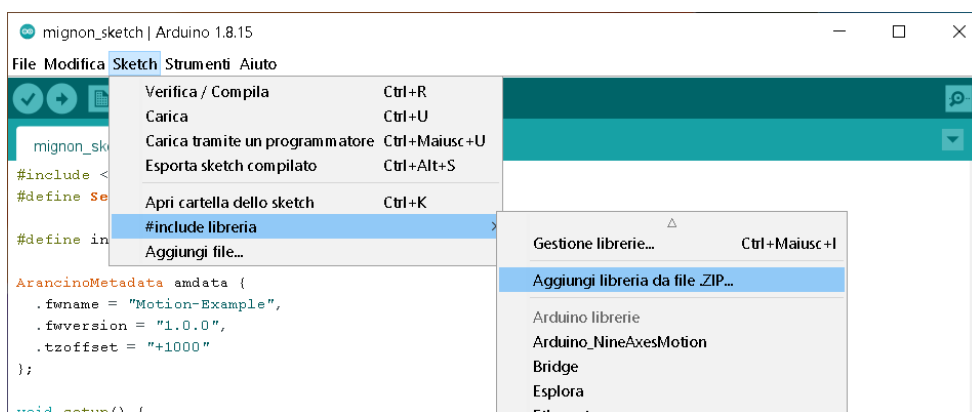 mignon_sketch | Arduino 1.8.15
File Modifica Sketch Strumenti Aiuto
Verifica / Compila Ctrl+R
Carica Ctrl+U
Carica tramite un programmatore Ctrl+Maiusc+U
Esporta sketch compilato Ctrl+Alt+S
Apri cartella dello sketch Ctrl+K
#include libreria
Aggiungi file...
Gestione librerie... Ctrl+Maiusc+I
Aggiungi libreria da file .ZIP...
Arduino librerie
Arduino_NineAxesMotion
Bridge
Esplora
mignon_sk
#include <
#define Se
#define in
ArancinoMetadata amdata {
.fwname = "Motion-Example",
.fwversion = "1.0.0",
.tzoffset = "+1000"
};
void setup() {